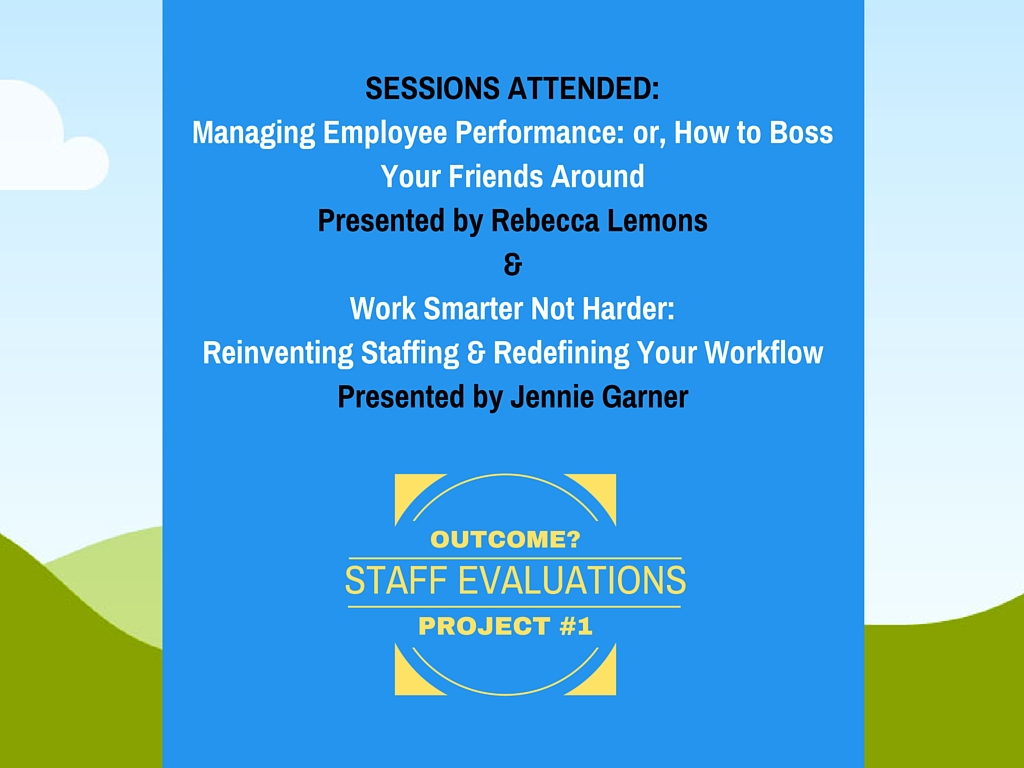 SESSIONS ATTENDED:
Managing Employee Performance: or, How to Boss
Your Friends Around
Presented by Rebecca Lemons
&
Work Smarter Not Harder:
Reinventing Staffing & Redefining Your Workflow
Presented by Jennie Garner
OUTCOME?
STAFF EVALUATIONS
PROJECT #1